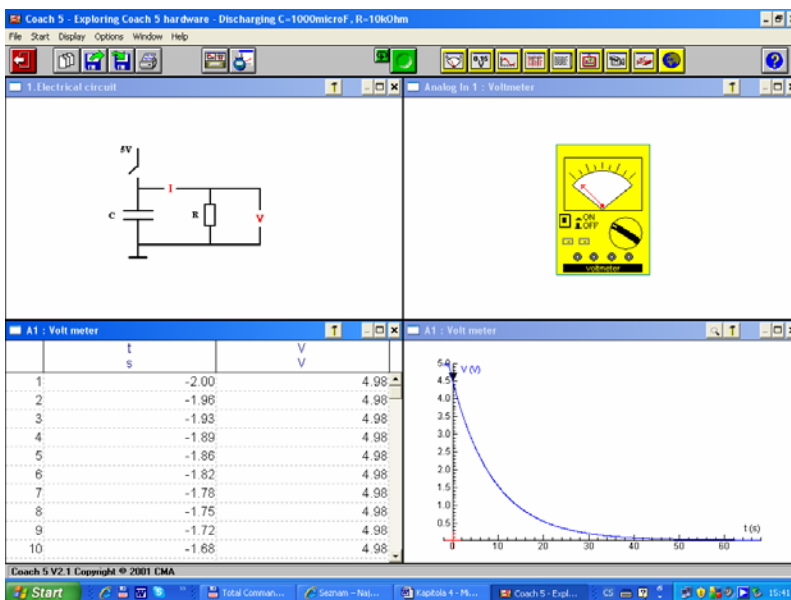 Coach 5 - Exploring Coach 5 hardware - Discharging C=1000microF, R=10kOhm
File Start Display Options Window Help
1.Electrical circuit
5V
I
C
R
V
Analog In 1 : Voltmeter
ON
OFF
voltmeter
A1 : Volt meter
t V
s V
1 -2.00 4.98
2 -1.96 4.98
3 -1.93 4.98
4 -1.89 4.98
5 -1.86 4.98
6 -1.82 4.98
7 -1.78 4.98
8 -1.75 4.98
9 -1.72 4.98
10 -1.68 4.98
A1 : Volt meter
5.0
V (V)
4.5
4.0
3.5
3.0
2.5
2.0
1.5
1.0
0.5
t (s)
0 10 20 30 40 50 60
Coach 5 V2.1 Copyright © 2001 CMA
Start Total Comman... Seznam – Naj... Kapitola 4 - Mi... Coach 5 - Expl... CS 15:41